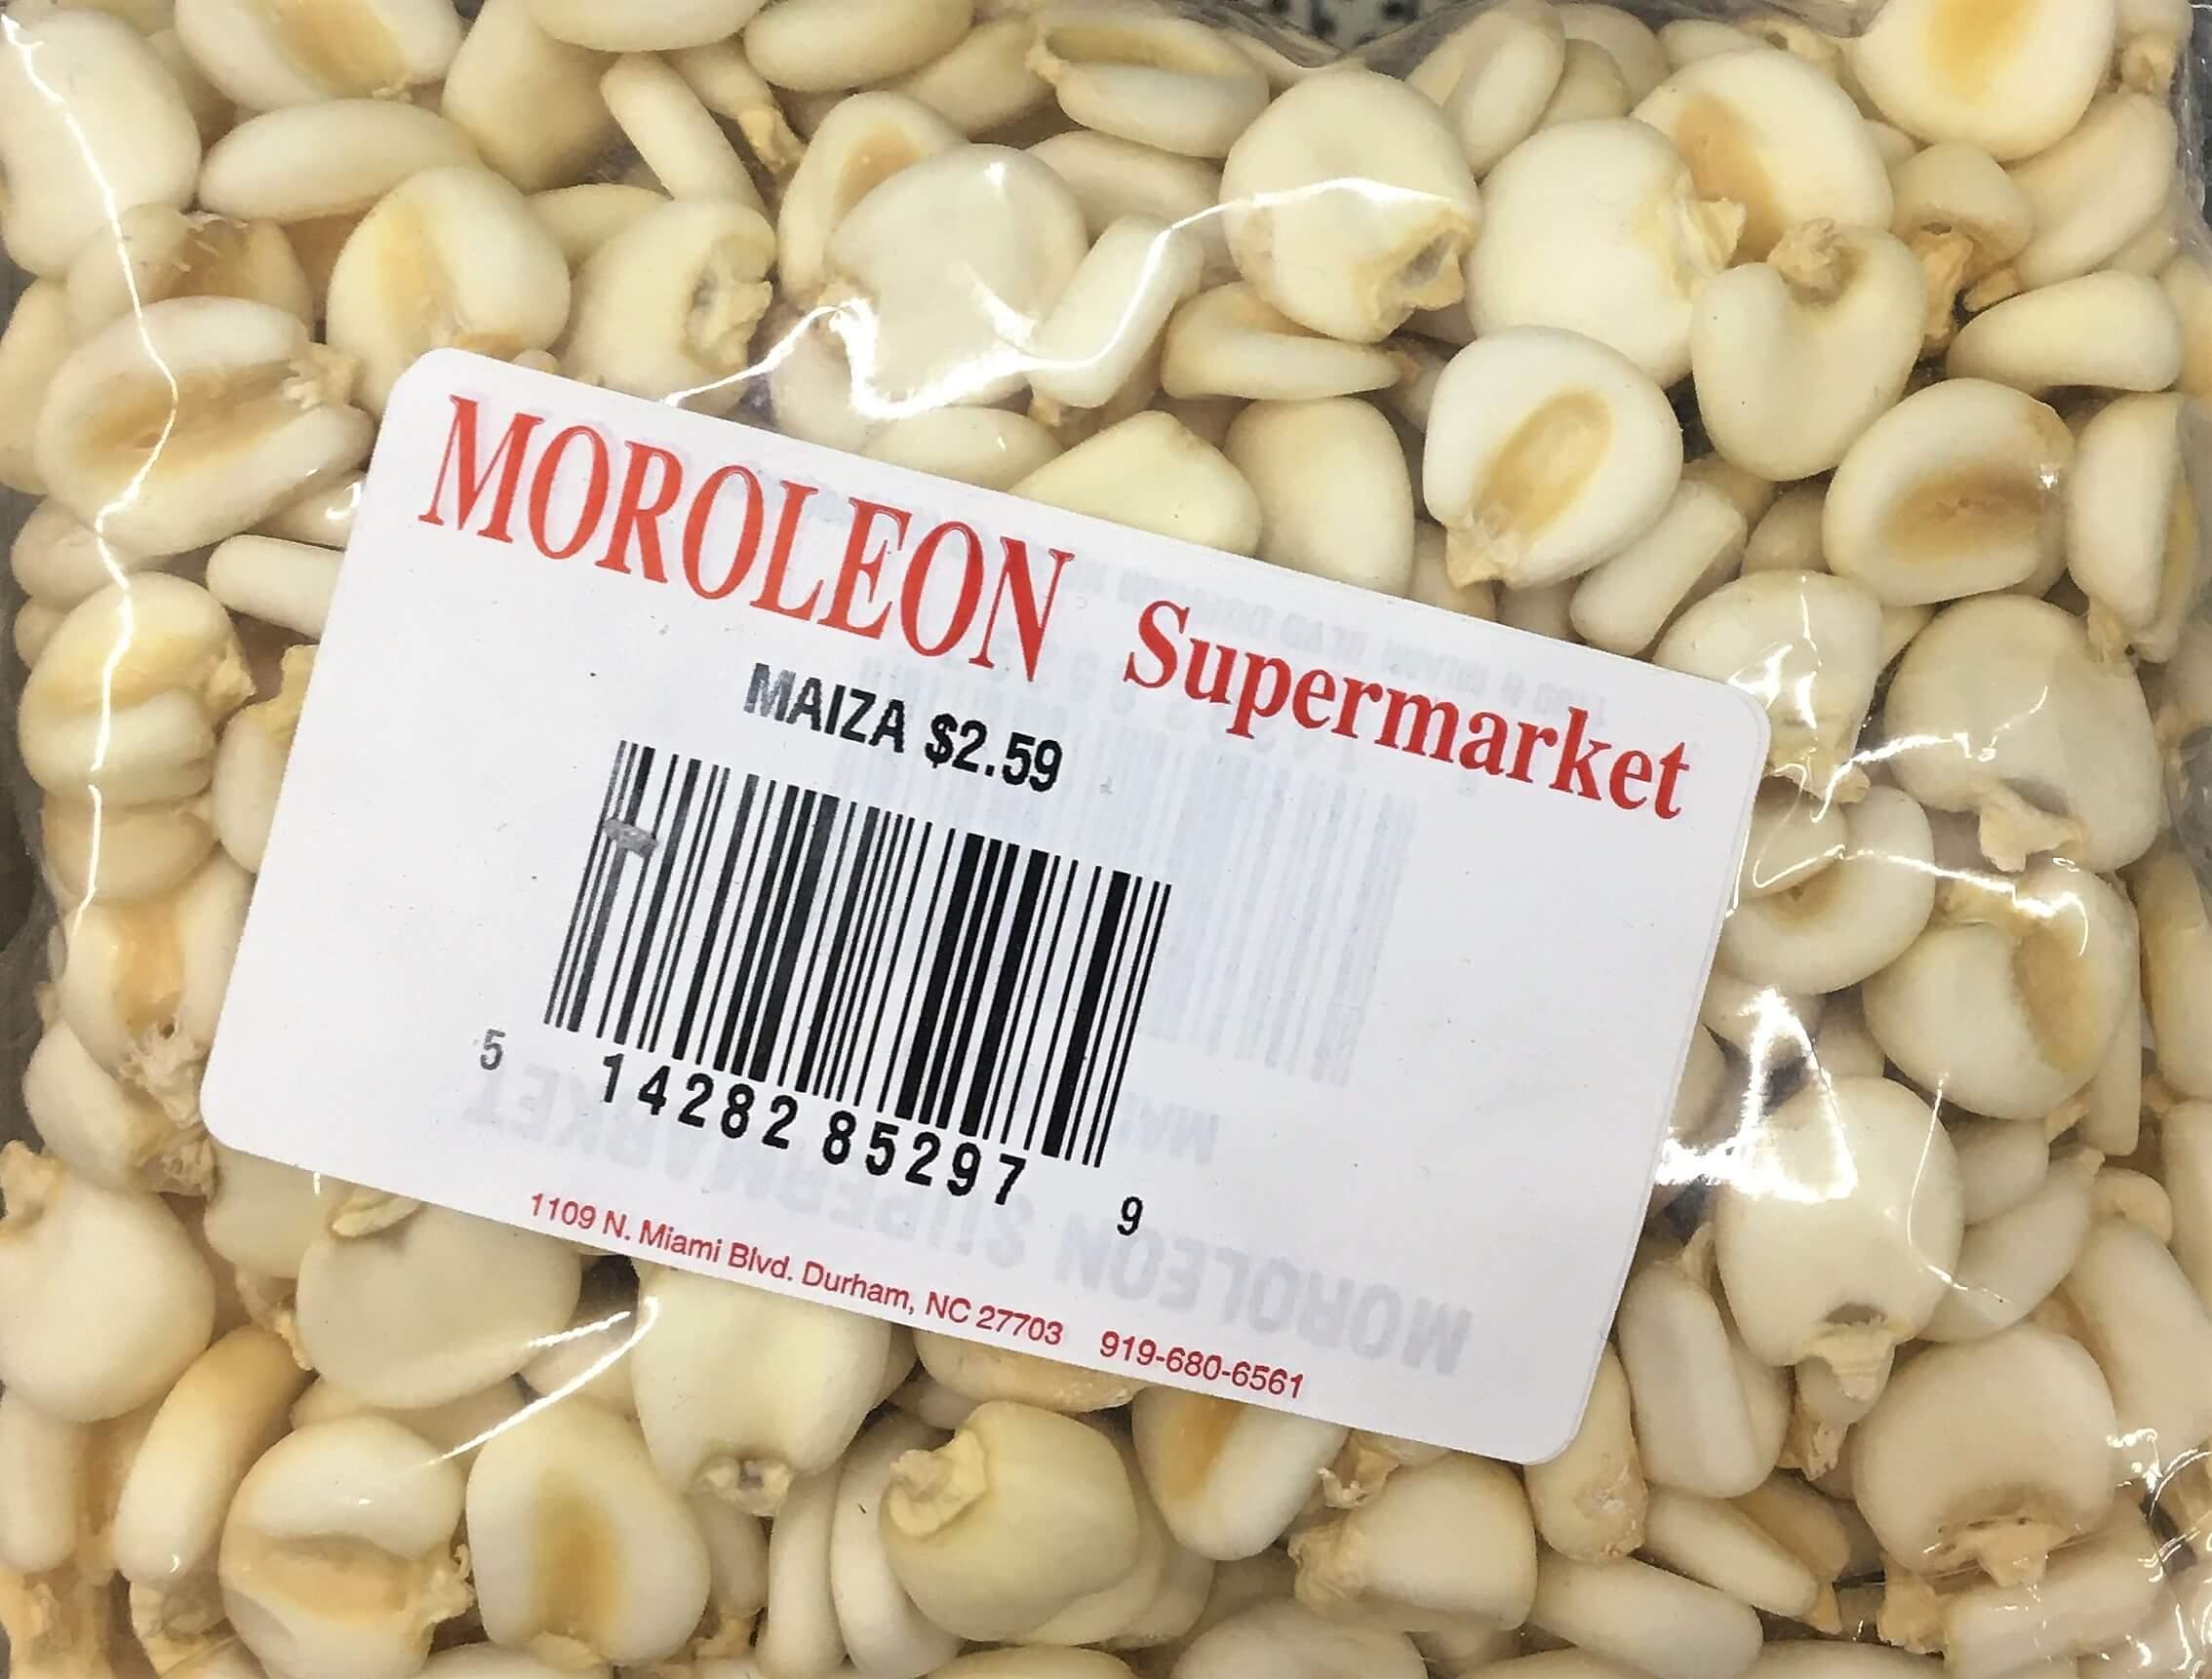 MOROLEON Supermarket
MAIZA $2.59
5 14282 85297 9
1109 N. Miami Blvd. Durham, NC 27703 919-680-6561